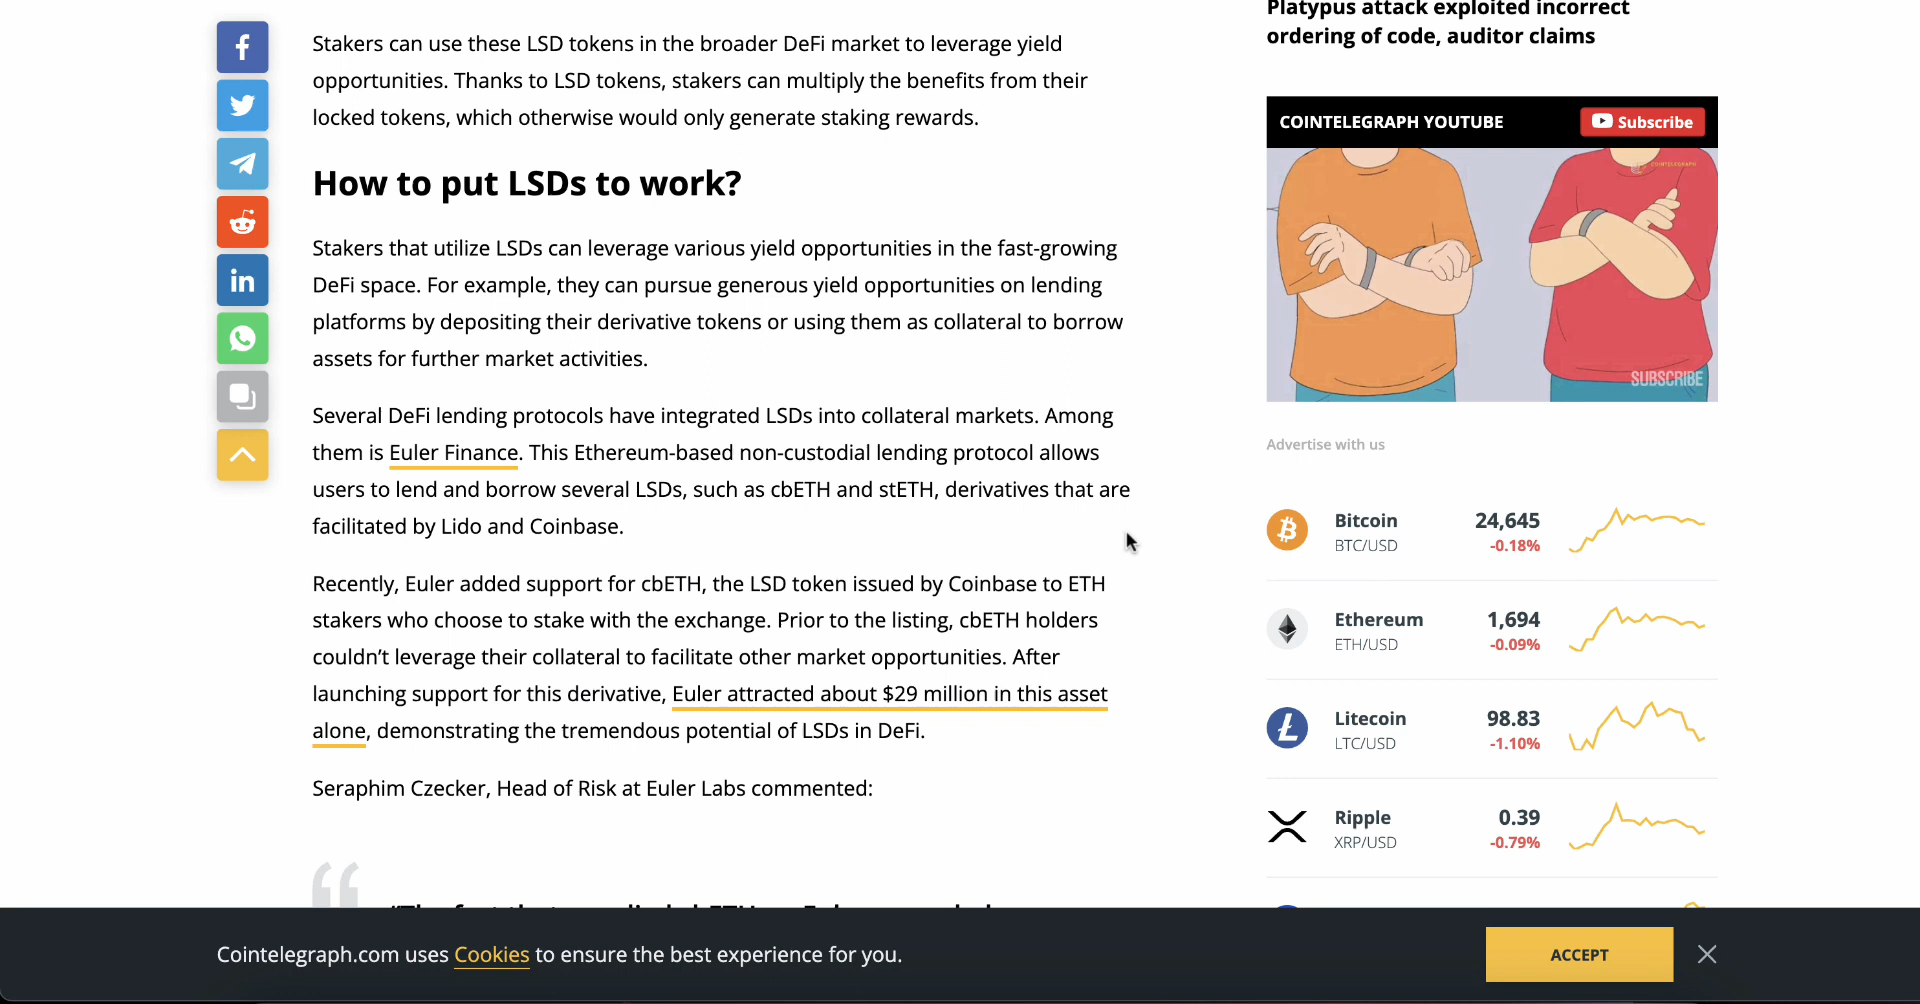 Stakers can use these LSD tokens in the broader DeFi market to leverage yield
opportunities. Thanks to LSD tokens, stakers can multiply the benefits from their
locked tokens, which otherwise would only generate staking rewards.
How to put LSDs to work?
Stakers that utilize LSDs can leverage various yield opportunities in the fast-growing
DeFi space. For example, they can pursue generous yield opportunities on lending
platforms by depositing their derivative tokens or using them as collateral to borrow
assets for further market activities.
Several DeFi lending protocols have integrated LSDs into collateral markets. Among
them is Euler Finance. This Ethereum-based non-custodial lending protocol allows
users to lend and borrow several LSDs, such as cbETH and stETH, derivatives that are
facilitated by Lido and Coinbase.
Recently, Euler added support for cbETH, the LSD token issued by Coinbase to ETH
stakers who choose to stake with the exchange. Prior to the listing, cbETH holders
couldn’t leverage their collateral to facilitate other market opportunities. After
launching support for this derivative, Euler attracted about $29 million in this asset
alone, demonstrating the tremendous potential of LSDs in DeFi.
Seraphim Czecker, Head of Risk at Euler Labs commented:
Platypus attack exploited incorrect
ordering of code, auditor claims
COINTELEGRAPH YOUTUBE
Subscribe
COINTELEGRAPH
SUBSCRIBE
Advertise with us
Bitcoin 24,645
BTC/USD -0.18%
Ethereum 1,694
ETH/USD -0.09%
Litecoin 98.83
LTC/USD -1.10%
Ripple 0.39
XRP/USD -0.79%
Cointelegraph.com uses Cookies to ensure the best experience for you.
ACCEPT